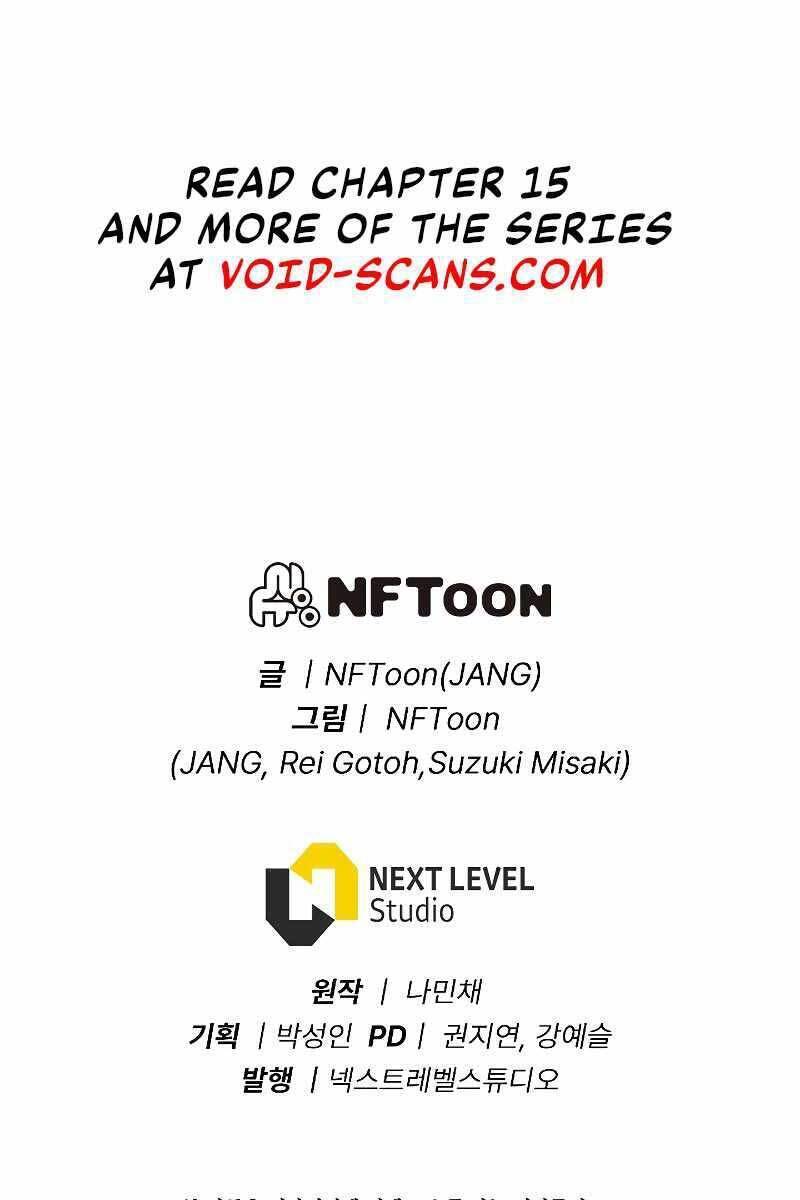 READ CHAPTER 15
AND MORE OF THE SERIES
AT VOID-SCANS.COM
NFTOON
글 | NFToon(JANG)
그림 | NFToon
(JANG, Rei Gotoh,Suzuki Misaki)
NEXT LEVEL
Studio
원작 | 나민채
기획 | 박성인 PD | 권지연, 강예슬
발행 | 넥스트레벨스튜디오